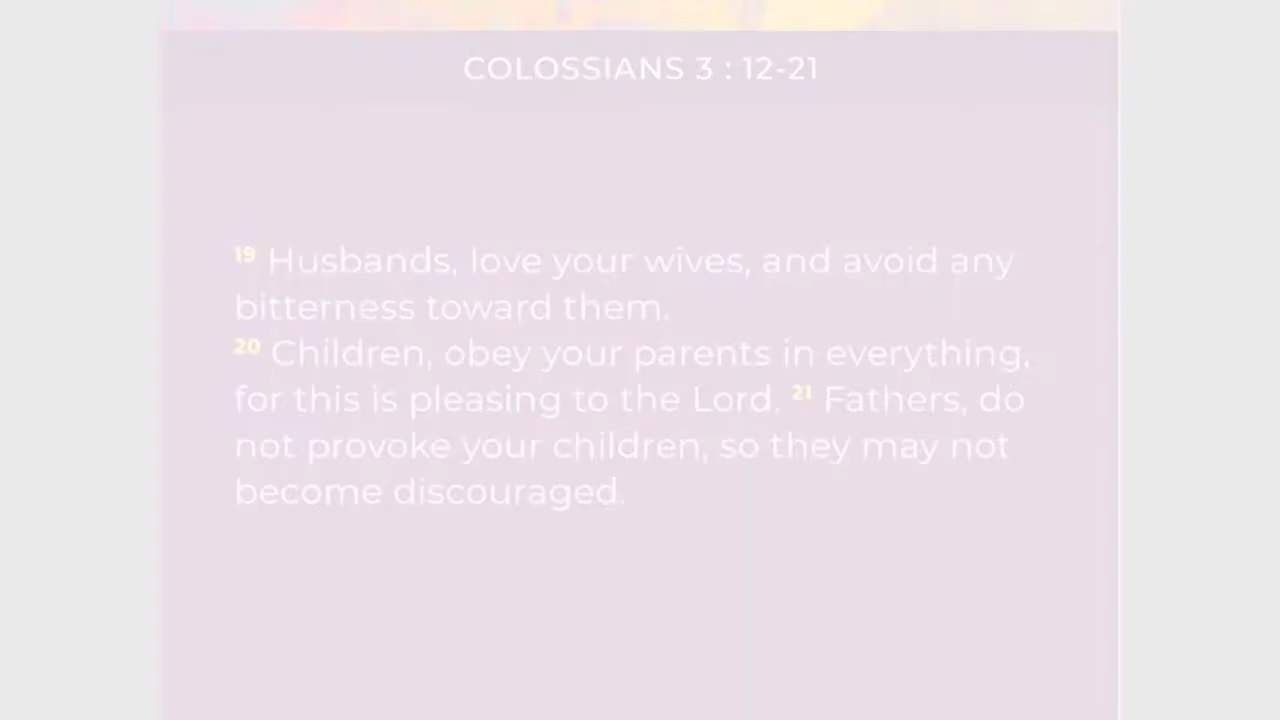 COLOSSIANS 3 : 12-21
19 Husbands, love your wives, and avoid any
bitterness toward them.
20 Children, obey your parents in everything,
for this is pleasing to the Lord. 21 Fathers, do
not provoke your children, so they may not
become discouraged.